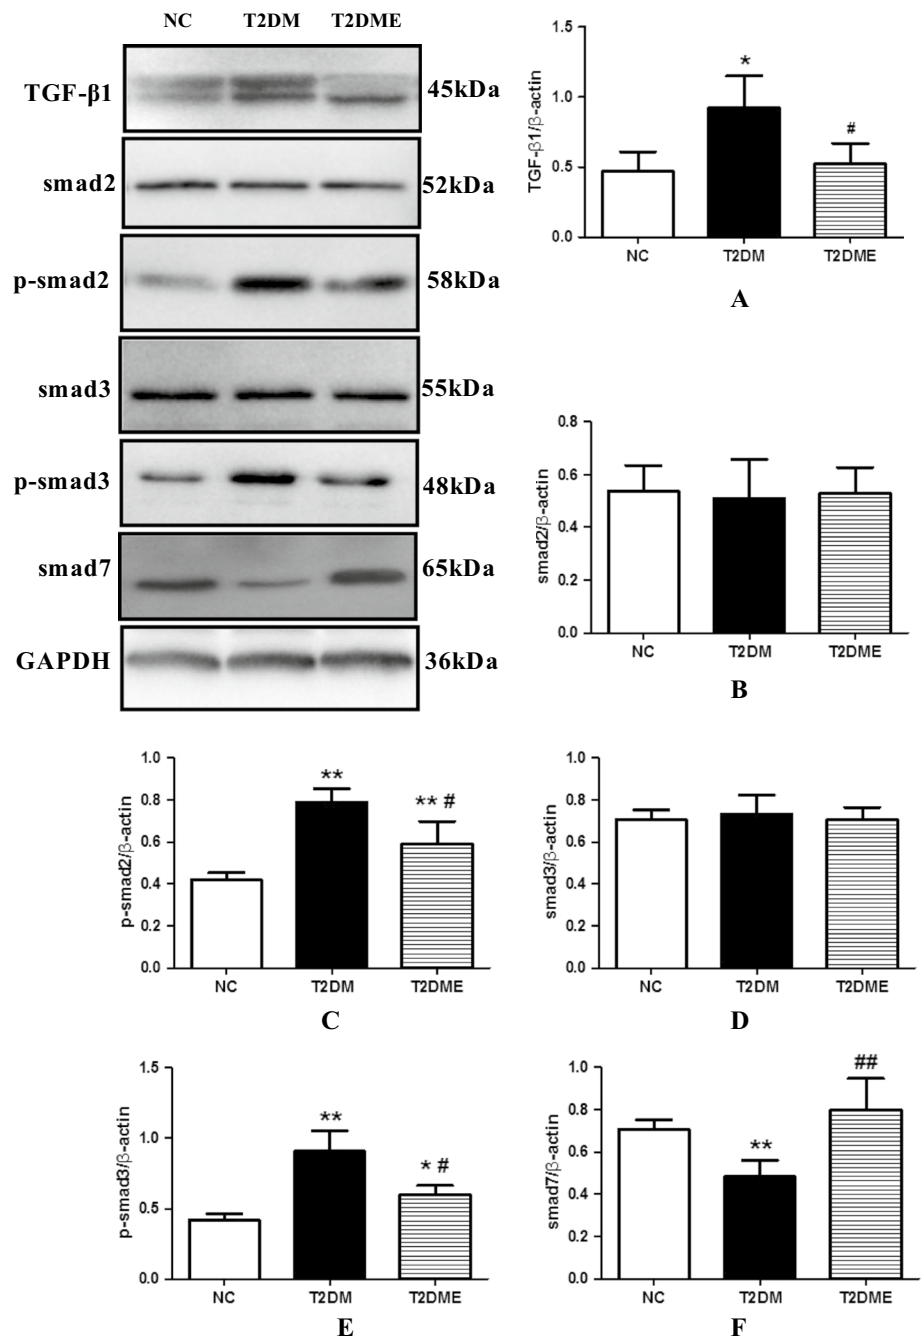 NC T2DM T2DME
TGF-β1 45kDa
smad2 52kDa
p-smad2 58kDa
smad3 55kDa
p-smad3 48kDa
smad7 65kDa
GAPDH 36kDa
TGF-β1/β-actin
1.5
1.0
0.5
0.0
*
#
NC T2DM T2DME
A
smad2/β-actin
0.8
0.6
0.4
0.2
0.0
NC T2DM T2DME
B
p-smad2/β-actin
1.0
0.8
0.6
0.4
0.2
0.0
**
** #
NC T2DM T2DME
C
smad3/β-actin
1.0
0.8
0.6
0.4
0.2
0.0
NC T2DM T2DME
D
p-smad3/β-actin
1.5
1.0
0.5
0.0
**
* #
NC T2DM T2DME
E
smad7/β-actin
1.0
0.8
0.6
0.4
0.2
0.0
**
##
NC T2DM T2DME
F